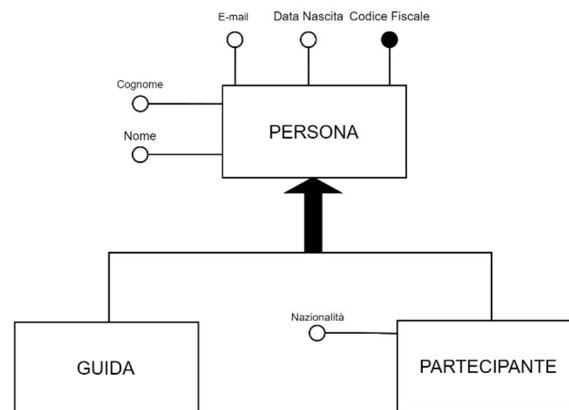 E-mail
Data Nascita
Codice Fiscale
Cognome
Nome
PERSONA
Nazionalità
GUIDA
PARTECIPANTE